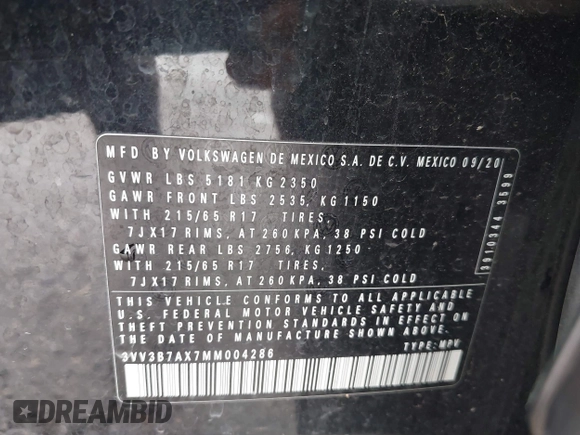 MFD BY VOLKSWAGEN DE MEXICO S.A. DE C.V. MEXICO 09/20
GVWR LBS 5181 KG 2350
GAWR FRONT LBS 2535, KG 1150
WITH 215/65 R17 TIRES,
7JX17 RIMS, AT 260 KPA, 38 PSI COLD
GAWR REAR LBS 2756, KG 1250
WITH 215/65 R17 TIRES,
7JX17 RIMS, AT 260 KPA, 38 PSI COLD
THIS VEHICLE CONFORMS TO ALL APPLICABLE
U.S. FEDERAL MOTOR VEHICLE SAFETY AND
THEFT PREVENTION STANDARDS IN EFFECT ON THE
DATE OF MANUFACTURE SHOWN ABOVE.
3VV3B7AX7MM004286 TYPE: MPV
3910344 3599
DREAMBID